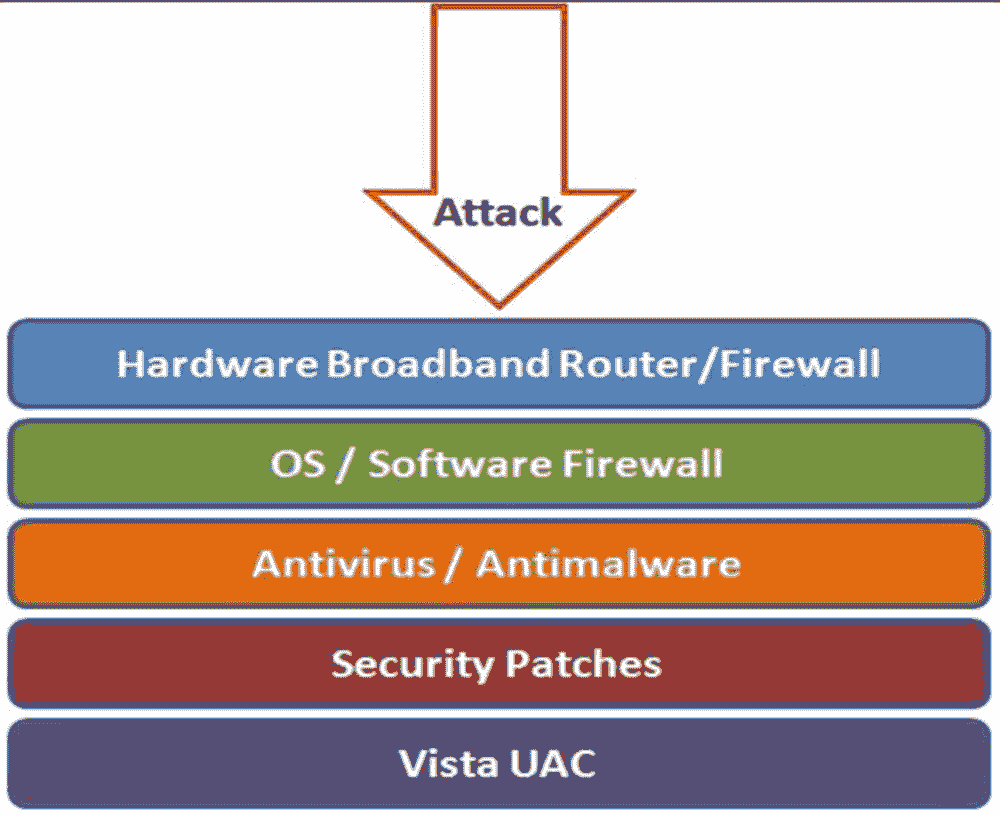 Attack
Hardware Broadband Router/Firewall
OS / Software Firewall
Antivirus / Antimalware
Security Patches
Vista UAC